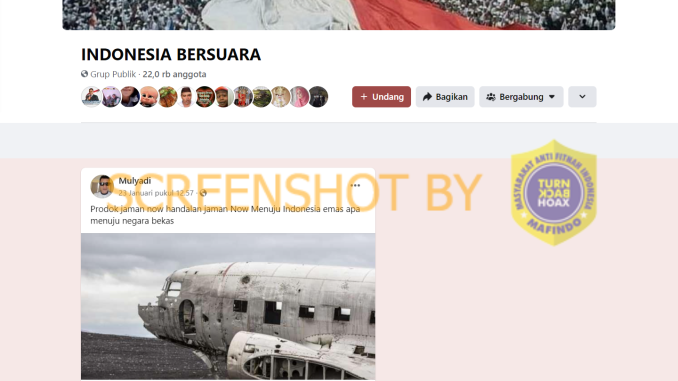 INDONESIA BERSUARA
Grup Publik · 22,0 rb anggota
+ Undang
Bagikan
Bergabung
SCREENSHOT BY
MASYARAKAT ANTI FITNAH INDONESIA
TURN
BACK
HOAX
MAFINDO
Mulyadi
23 Januari pukul 12.57 ·
Prodok jaman now handalan jaman Now Menuju Indonesia emas apa
menuju negara bekas